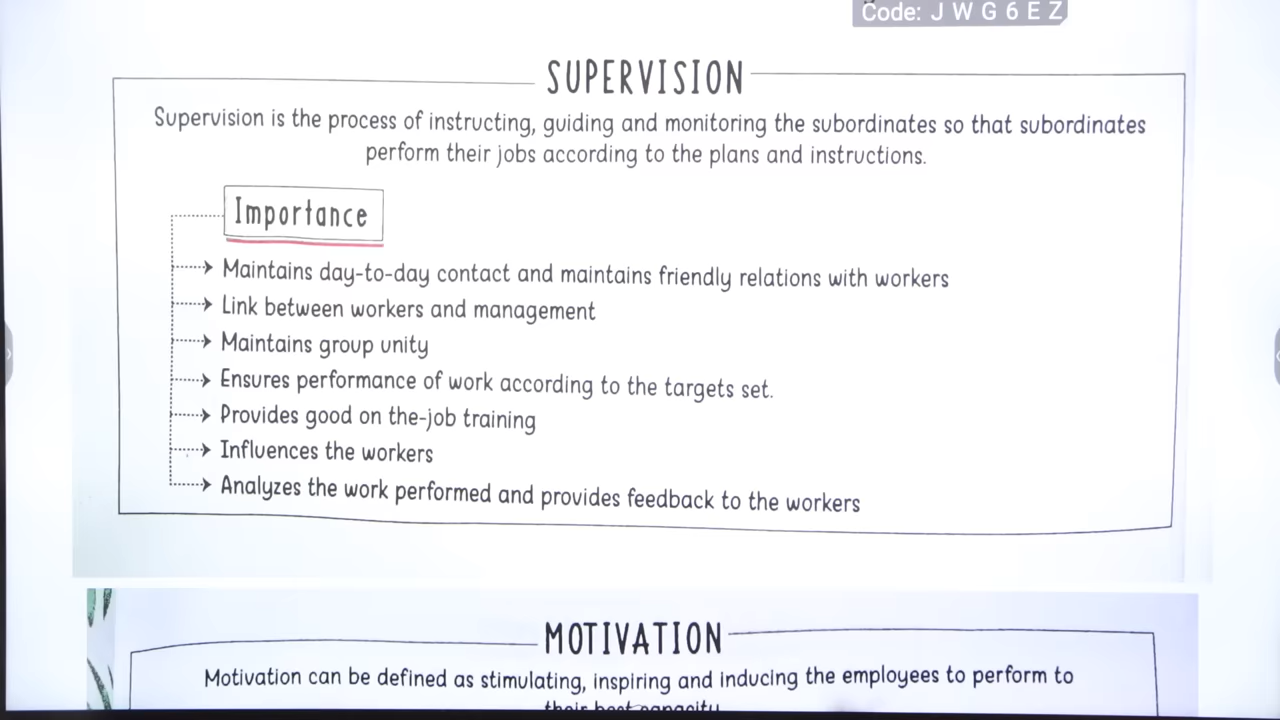 Code: J W G 6 E Z
SUPERVISION
Supervision is the process of instructing, guiding and monitoring the subordinates so that subordinates
perform their jobs according to the plans and instructions.
Importance
Maintains day-to-day contact and maintains friendly relations with workers
Link between workers and management
Maintains group unity
Ensures performance of work according to the targets set.
Provides good on the-job training
Influences the workers
Analyzes the work performed and provides feedback to the workers
MOTIVATION
Motivation can be defined as stimulating, inspiring and inducing the employees to perform to
their best capacity